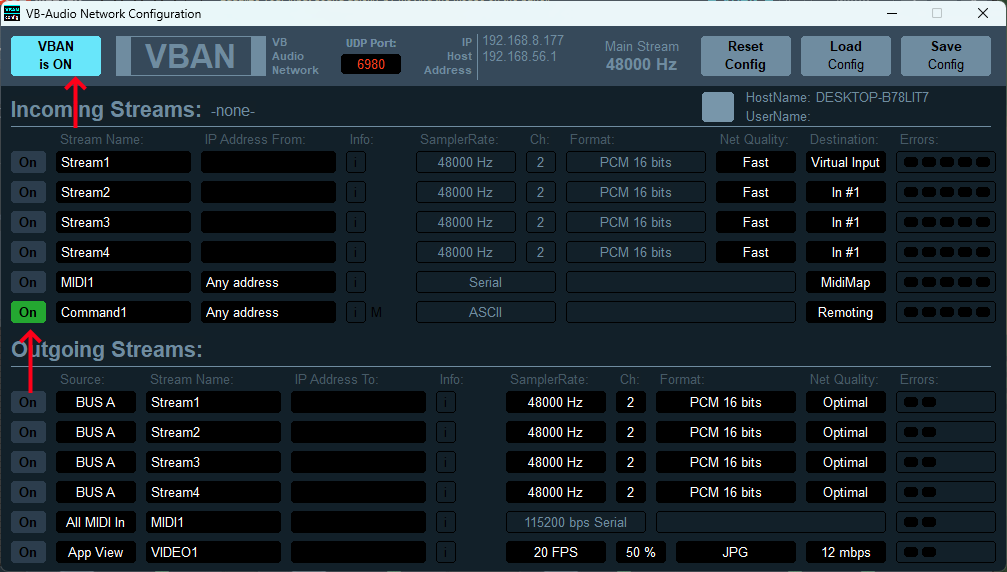 VB-Audio Network Configuration
VBAN is ON
VBAN
VB Audio Network
UDP Port: 6980
IP Host Address
192.168.8.177
192.168.56.1
Main Stream
48000 Hz
Reset Config
Load Config
Save Config
Incoming Streams: -none-
HostName: DESKTOP-B78LIT7
UserName:
Stream Name: IP Address From: Info: SamplerRate: Ch: Format: Net Quality: Destination: Errors:
On Stream1 i 48000 Hz 2 PCM 16 bits Fast Virtual Input
On Stream2 i 48000 Hz 2 PCM 16 bits Fast In #1
On Stream3 i 48000 Hz 2 PCM 16 bits Fast In #1
On Stream4 i 48000 Hz 2 PCM 16 bits Fast In #1
On MIDI1 Any address i Serial MidiMap
On Command1 Any address i M ASCII Remoting
Outgoing Streams:
Source: Stream Name: IP Address To: Info: SamplerRate: Ch: Format: Net Quality: Errors:
On BUS A Stream1 i 48000 Hz 2 PCM 16 bits Optimal
On BUS A Stream2 i 48000 Hz 2 PCM 16 bits Optimal
On BUS A Stream3 i 48000 Hz 2 PCM 16 bits Optimal
On BUS A Stream4 i 48000 Hz 2 PCM 16 bits Optimal
On All MIDI In MIDI1 i 115200 bps Serial
On App View VIDEO1 i 20 FPS 50 % JPG 12 mbps